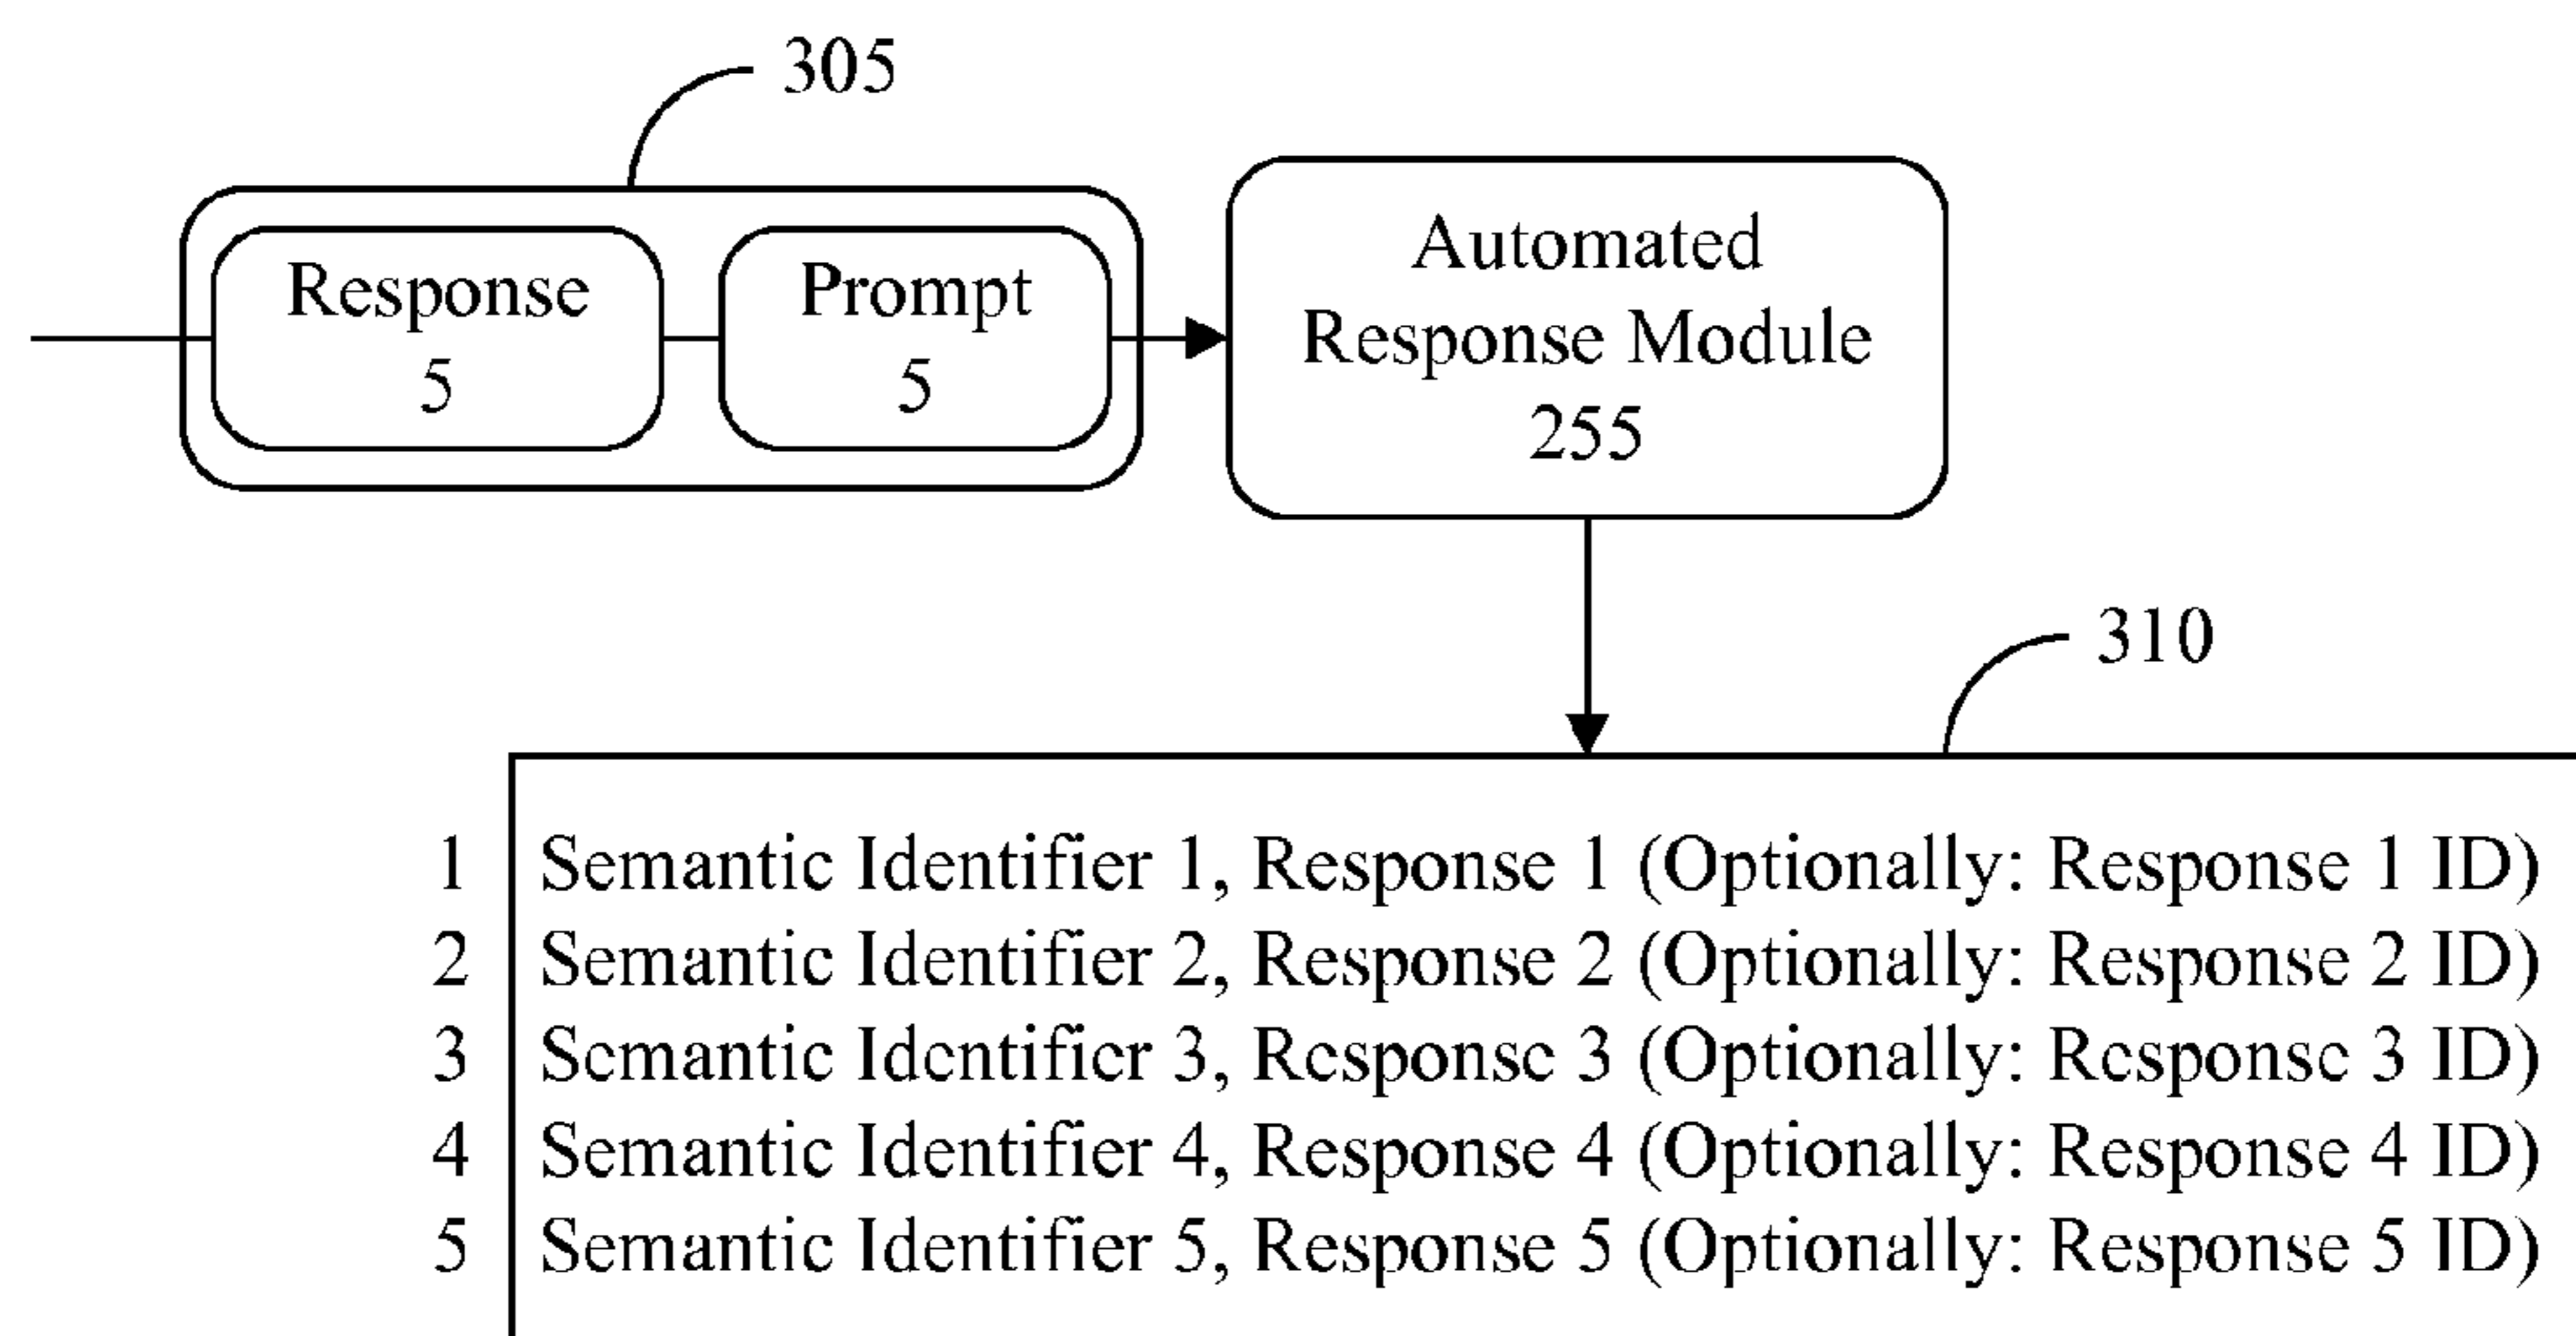 305
Response
5
Prompt
5
Automated
Response Module
255
310
1 Semantic Identifier 1, Response 1 (Optionally: Response 1 ID)
2 Semantic Identifier 2, Response 2 (Optionally: Response 2 ID)
3 Semantic Identifier 3, Response 3 (Optionally: Response 3 ID)
4 Semantic Identifier 4, Response 4 (Optionally: Response 4 ID)
5 Semantic Identifier 5, Response 5 (Optionally: Response 5 ID)